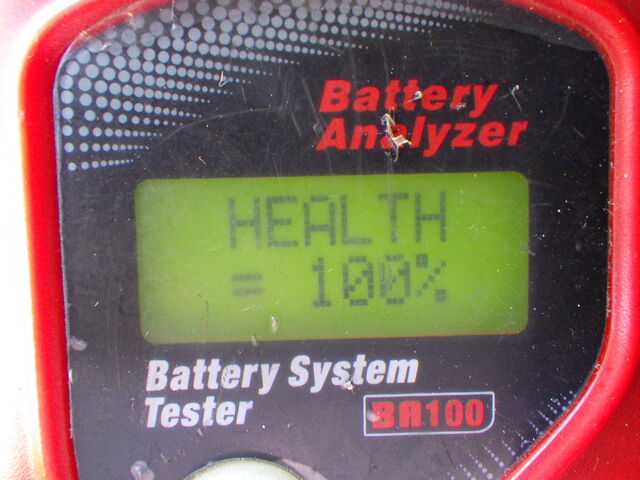 Battery
Analyzer
HEALTH
= 100%
Battery System
Tester
BA100